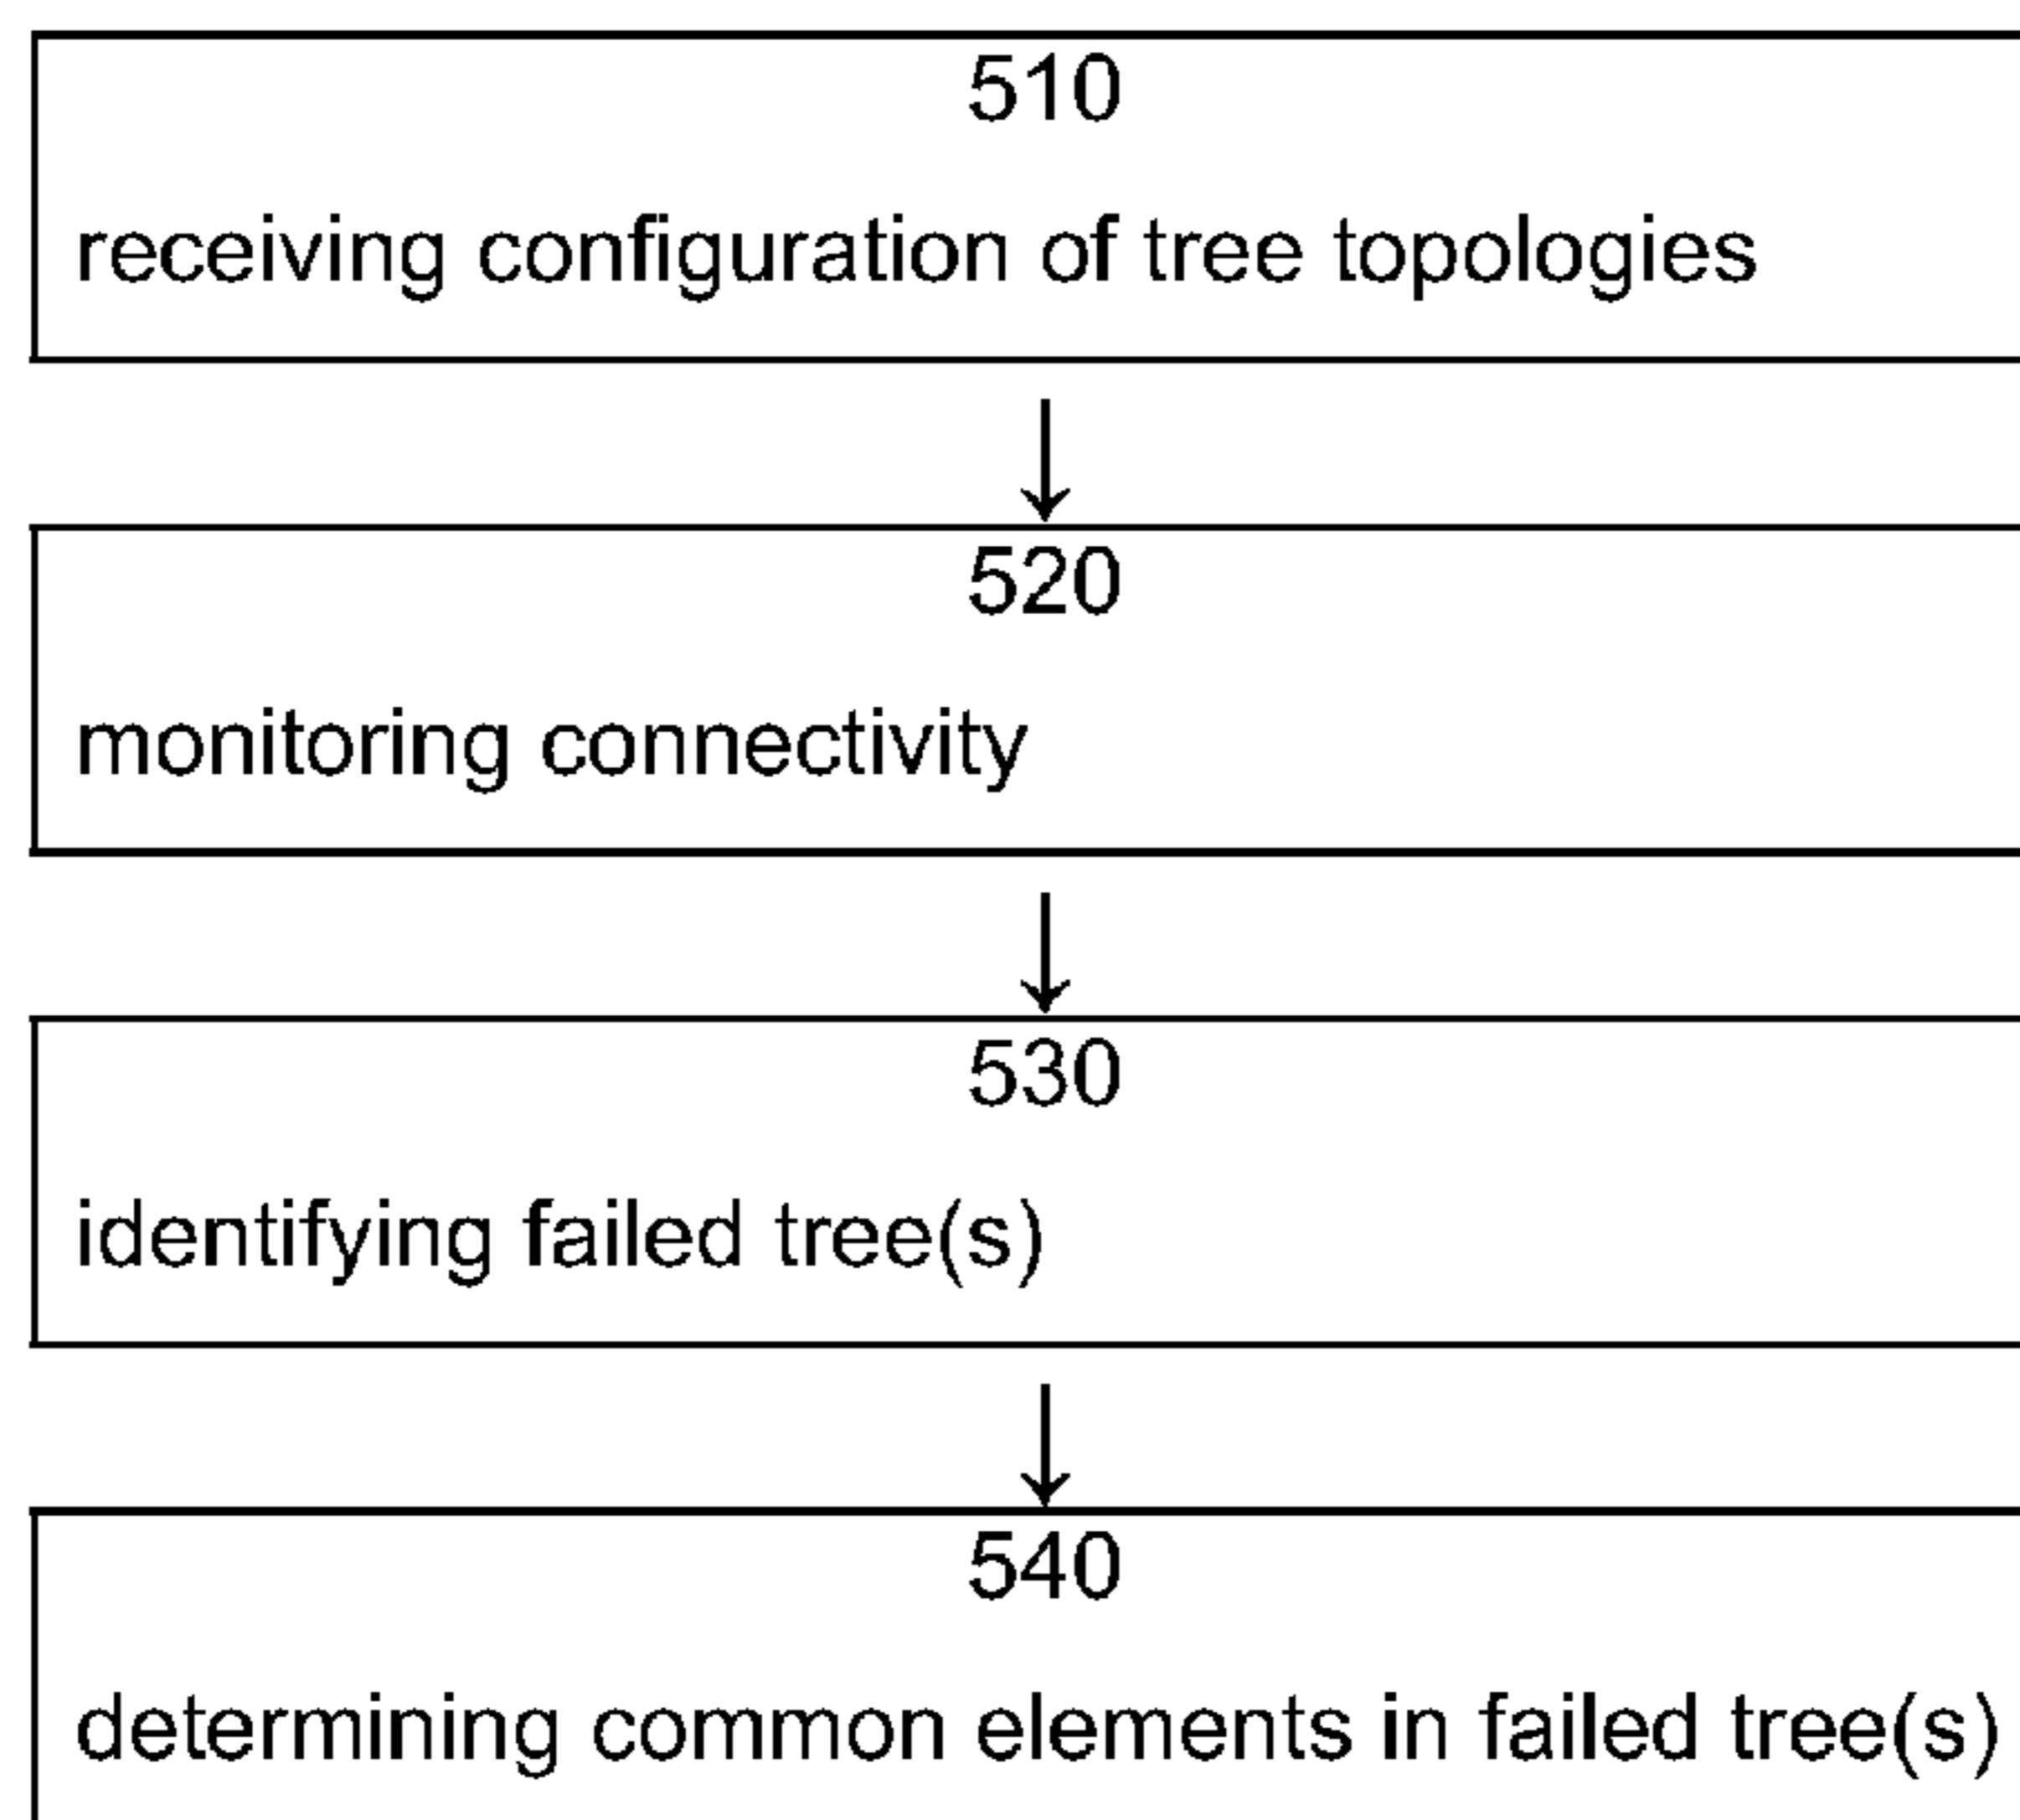 510
receiving configuration of tree topologies
520
monitoring connectivity
530
identifying failed tree(s)
540
determining common elements in failed tree(s)